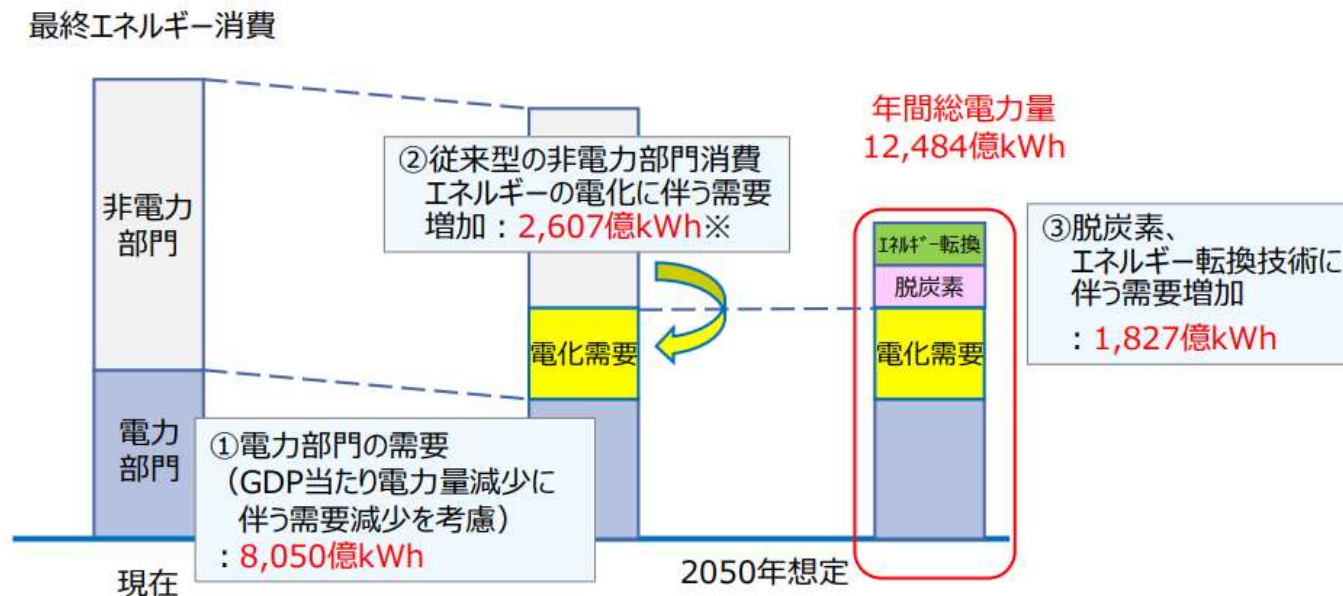 最終エネルギー消費
非電力
部門
電力
部門
現在
①電力部門の需要
（GDP当たり電力量減少に
伴う需要減少を考慮）
：8,050億kWh
②従来型の非電力部門消費
エネルギーの電化に伴う需要
増加：2,607億kWh※
電化需要
2050年想定
年間総電力量
12,484億kWh
ｴﾈﾙｷﾞｰ転換
脱炭素
電化需要
③脱炭素、
エネルギー転換技術に
伴う需要増加
：1,827億kWh